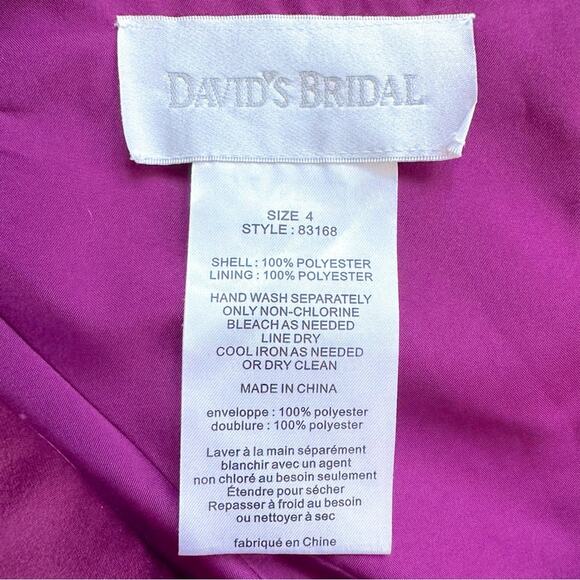 DAVID'S BRIDAL
SIZE 4
STYLE : 83168
SHELL : 100% POLYESTER
LINING : 100% POLYESTER
HAND WASH SEPARATELY
ONLY NON-CHLORINE
BLEACH AS NEEDED
LINE DRY
COOL IRON AS NEEDED
OR DRY CLEAN
MADE IN CHINA
enveloppe : 100% polyester
doublure : 100% polyester
Laver à la main séparément
blanchir avec un agent
non chloré au besoin seulement
Étendre pour sécher
Repasser à froid au besoin
ou nettoyer à sec
fabriqué en Chine